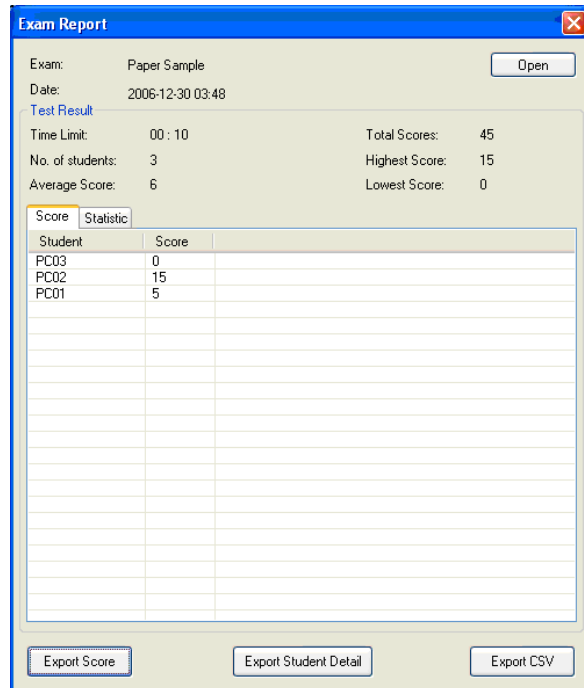 Exam Report
Exam: Paper Sample Open
Date: 2006-12-30 03:48
Test Result
Time Limit: 00 : 10 Total Scores: 45
No. of students: 3 Highest Score: 15
Average Score: 6 Lowest Score: 0
Score Statistic
Student Score
PC03 0
PC02 15
PC01 5
Export Score Export Student Detail Export CSV